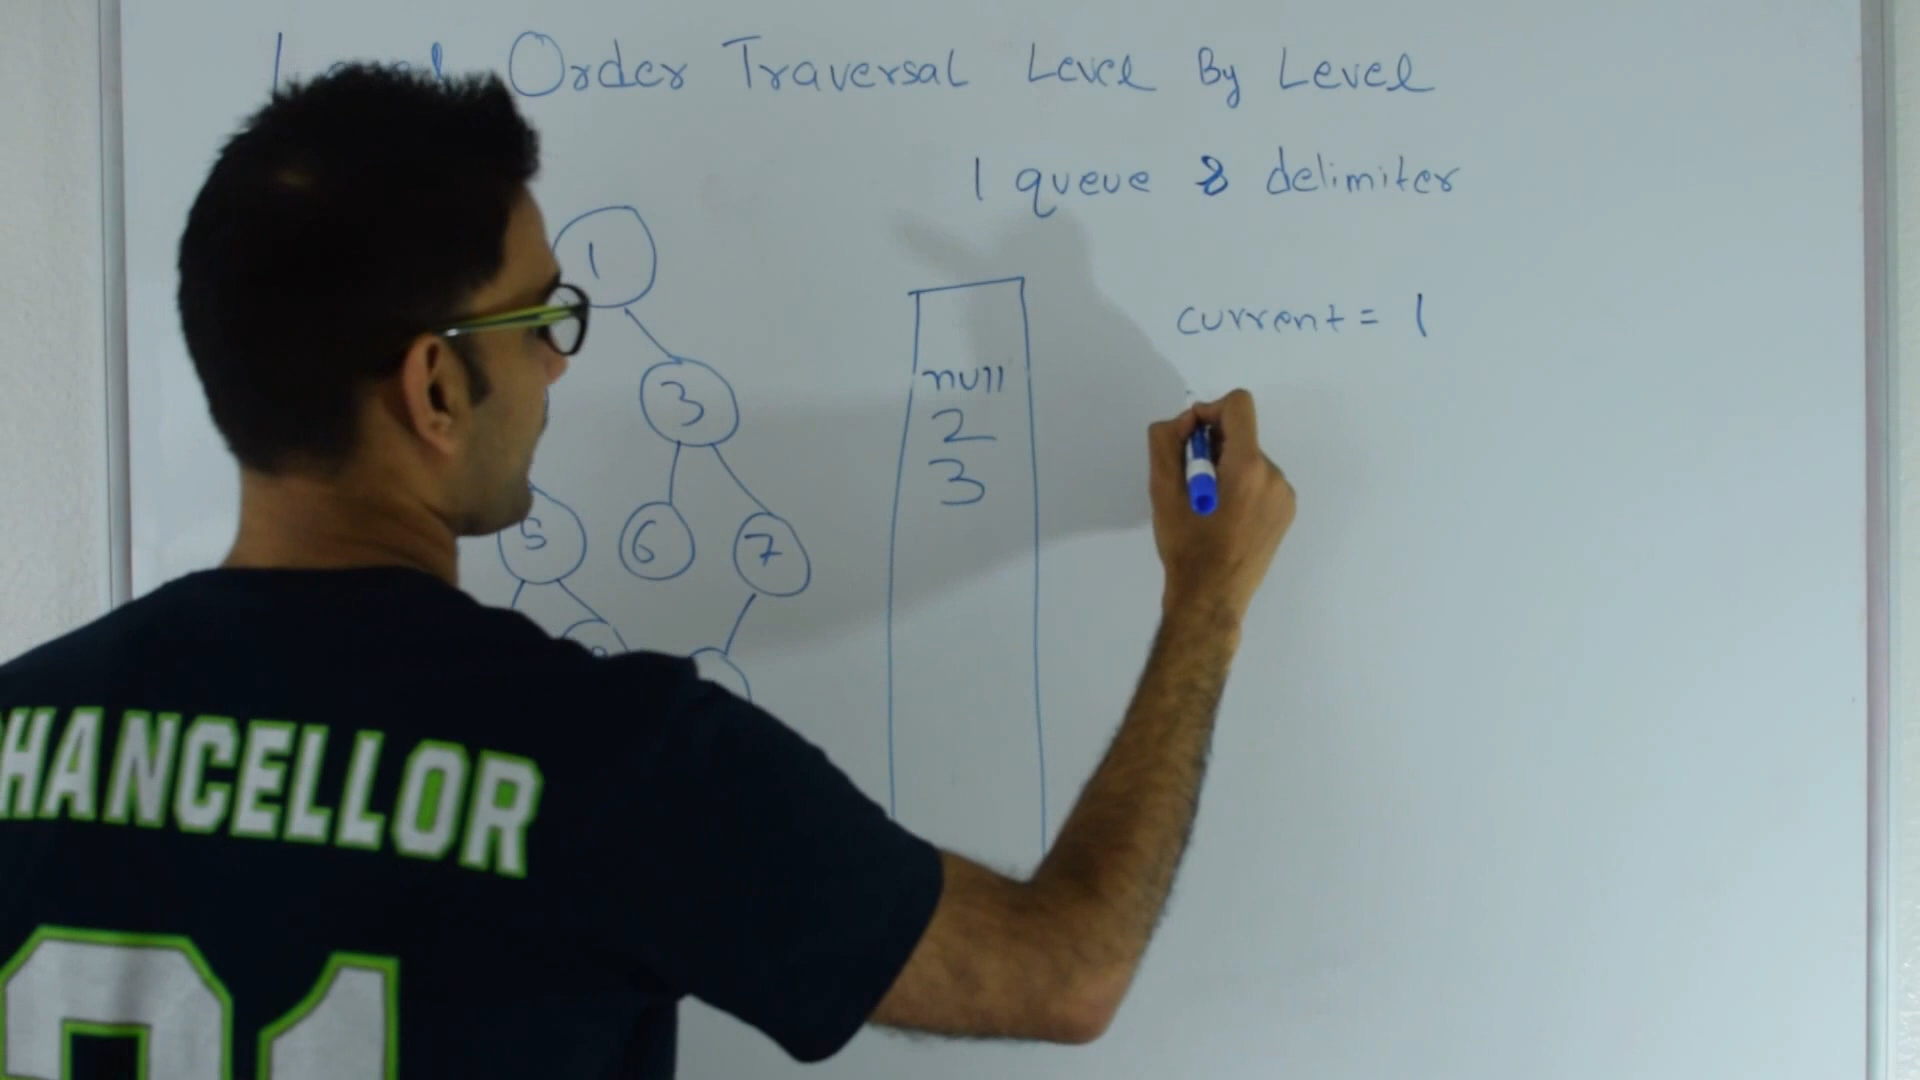 Level Order Traversal Level By Level
1 queue & delimiter
1
current = 1
null
3
2
3
5
6
7
HANCELLOR